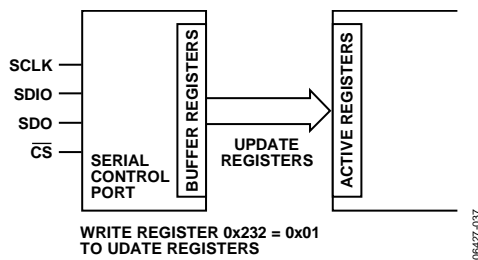 SCLK
SDIO
SDO
CS
SERIAL
CONTROL
PORT
BUFFER REGISTERS
UPDATE
REGISTERS
ACTIVE REGISTERS
WRITE REGISTER 0x232 = 0x01
TO UDATE REGISTERS
06427-037